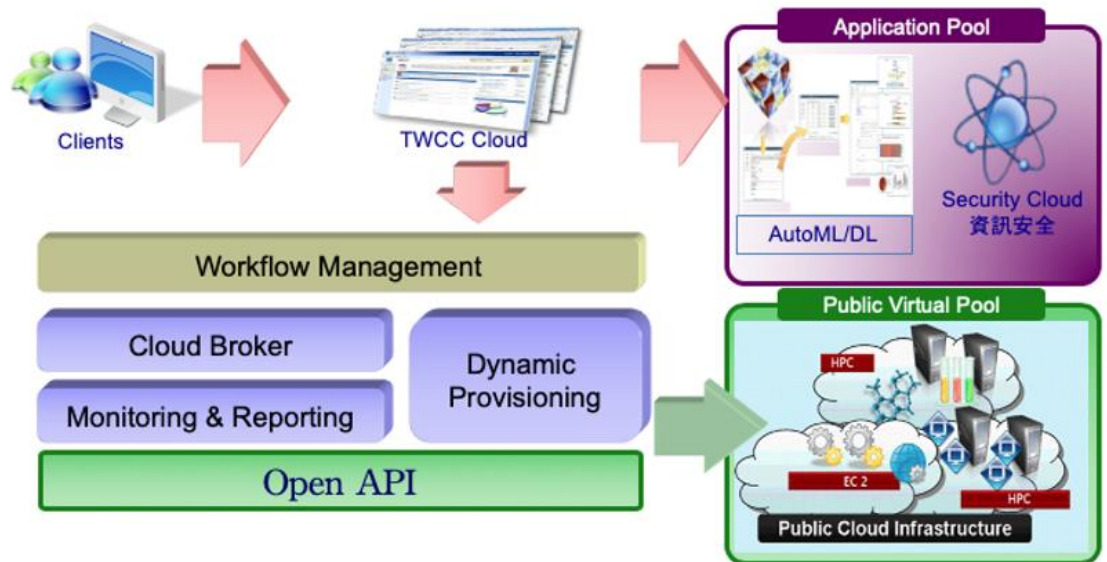 Clients
TWCC Cloud
Application Pool
AutoML/DL
Security Cloud
資訊安全
Workflow Management
Cloud Broker
Monitoring & Reporting
Dynamic
Provisioning
Open API
Public Virtual Pool
HPC
EC 2
HPC
Public Cloud Infrastructure